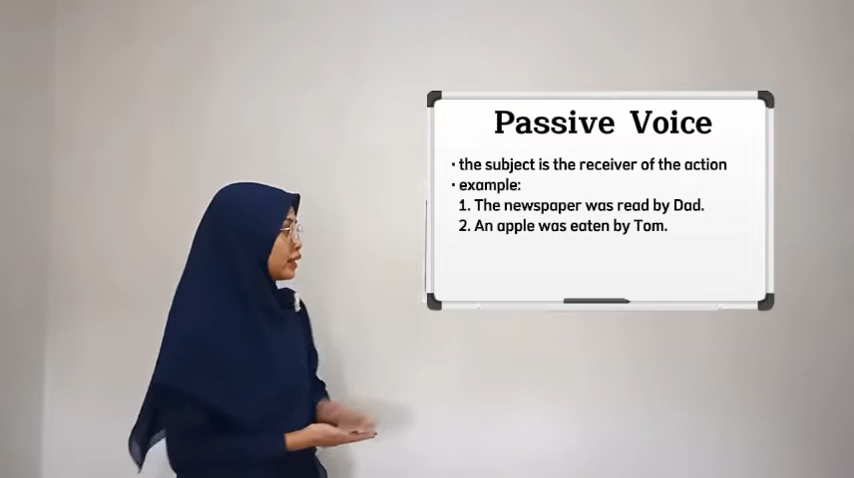 Passive Voice
· the subject is the receiver of the action
· example:
1. The newspaper was read by Dad.
2. An apple was eaten by Tom.